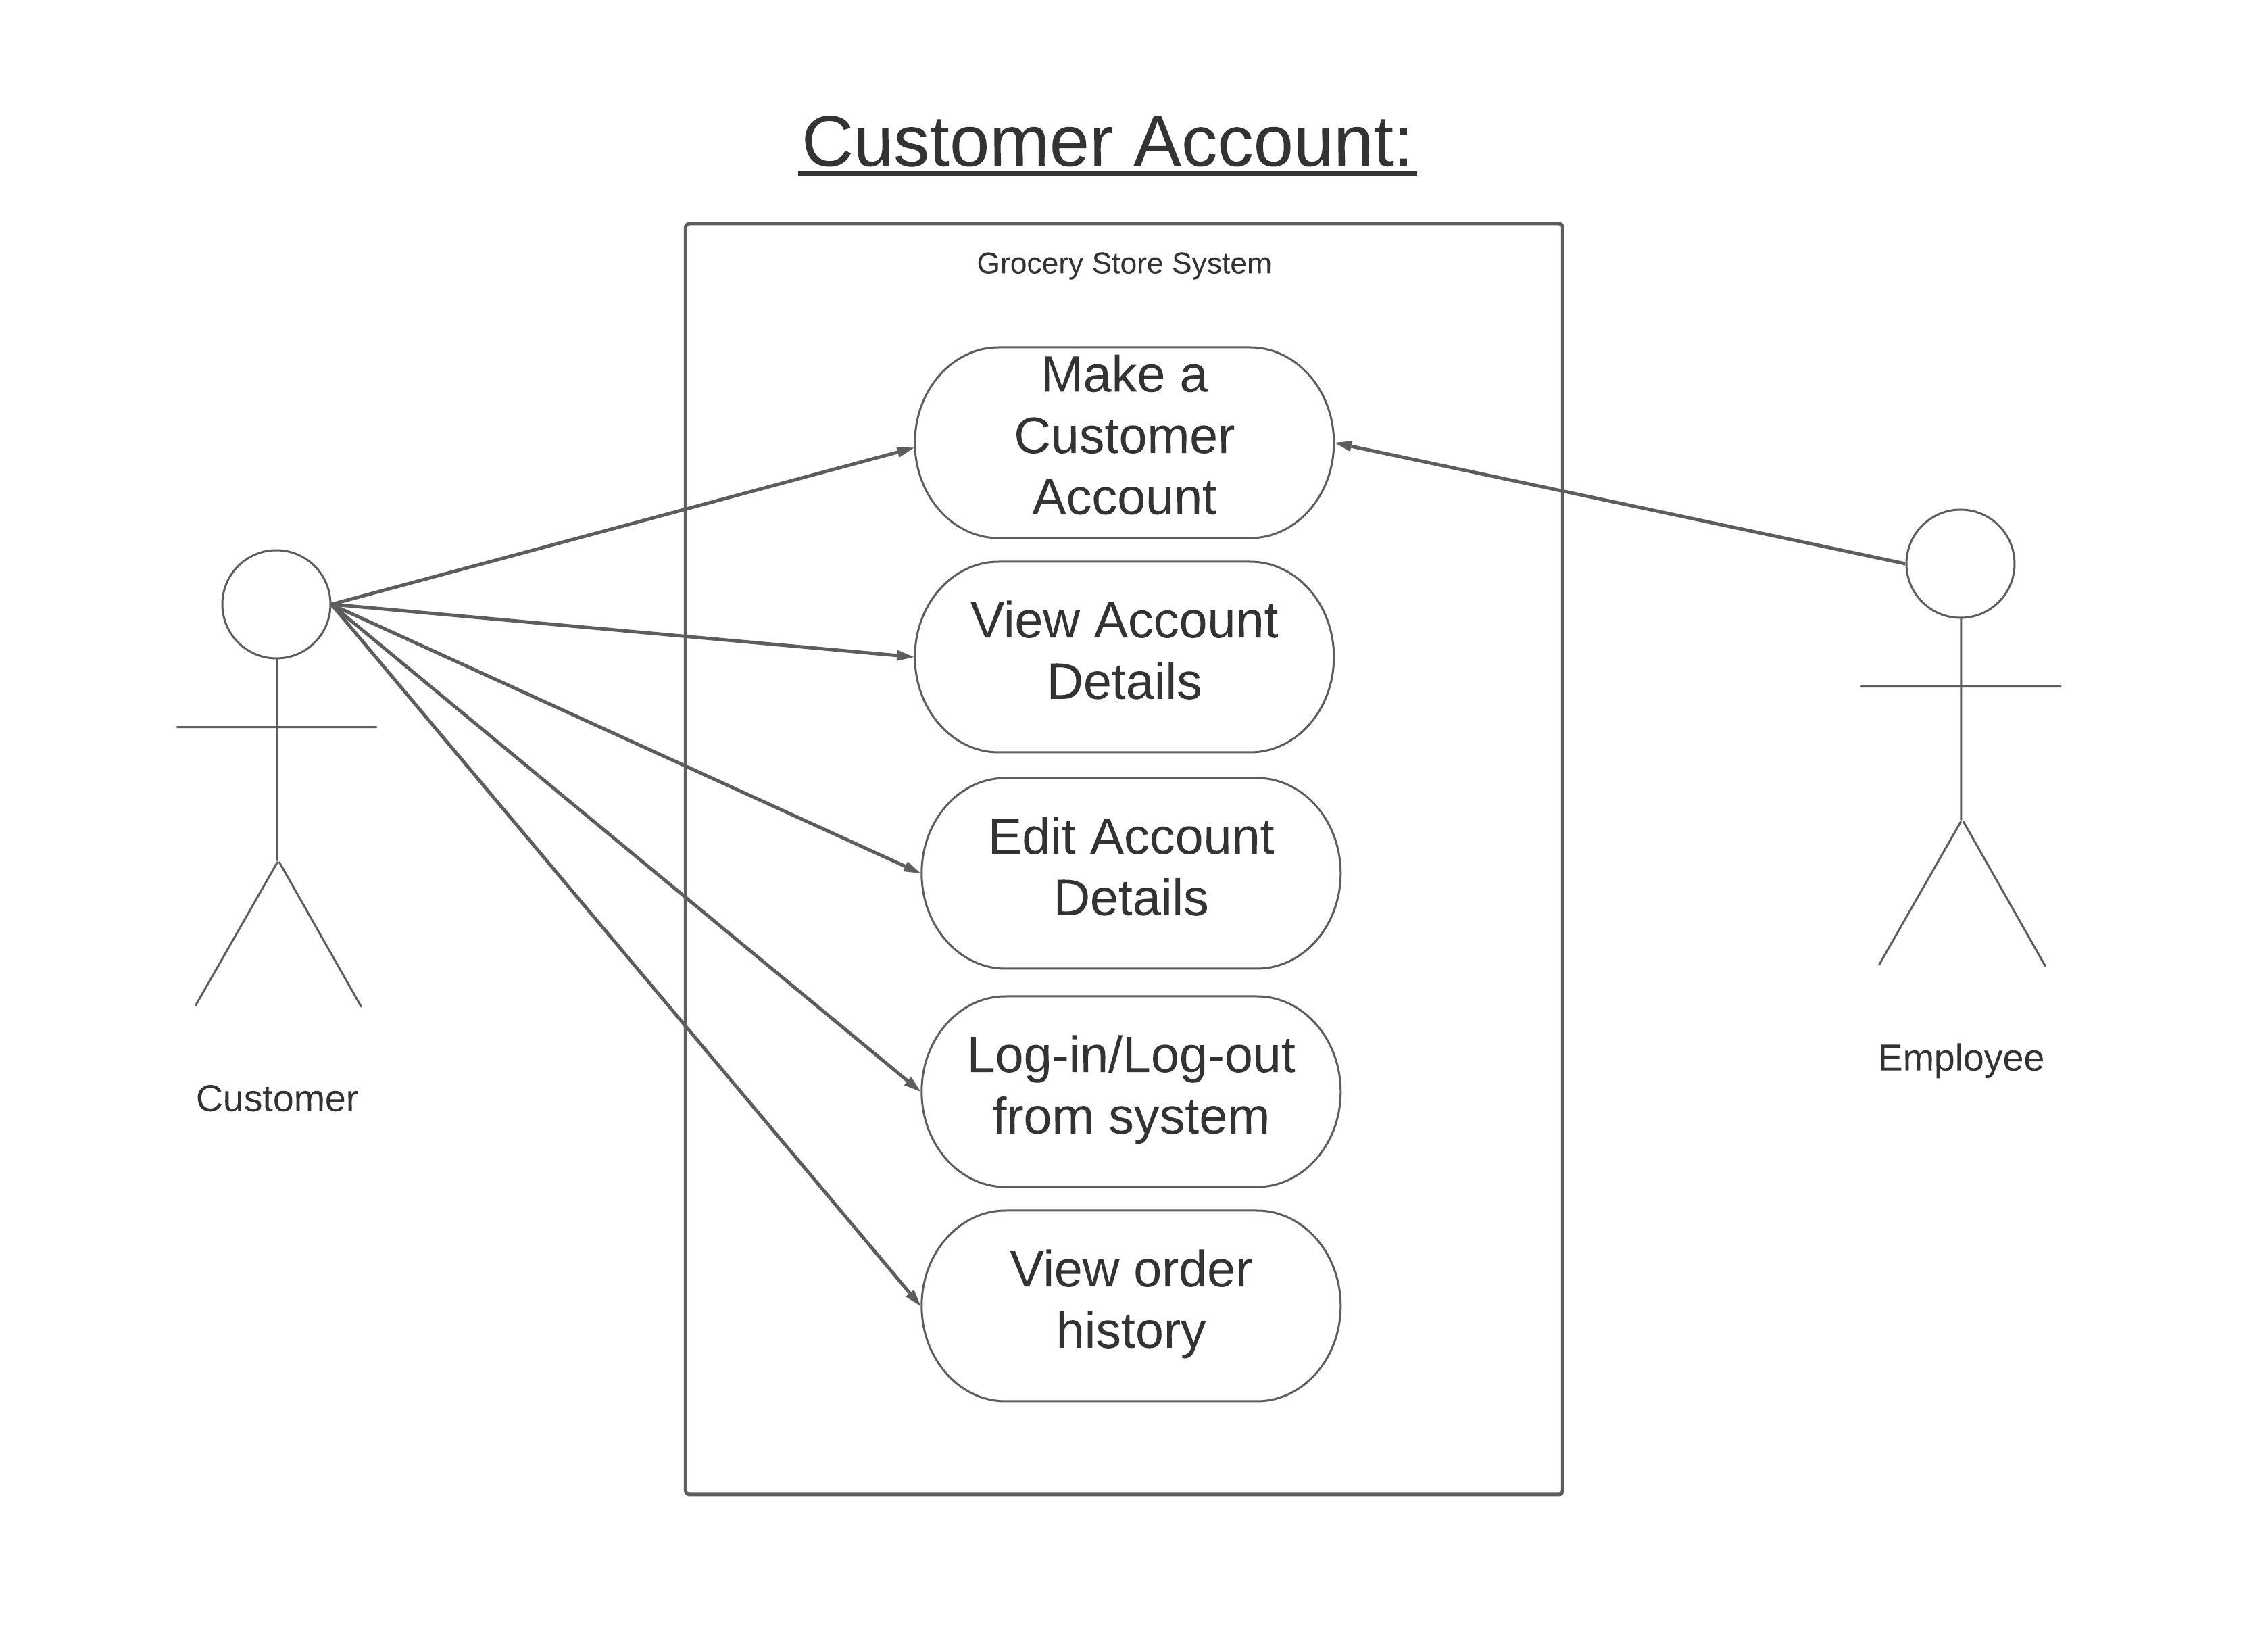 Customer Account:
Grocery Store System
Make a
Customer
Account
View Account
Details
Edit Account
Details
Log-in/Log-out
from system
View order
history
Customer
Employee